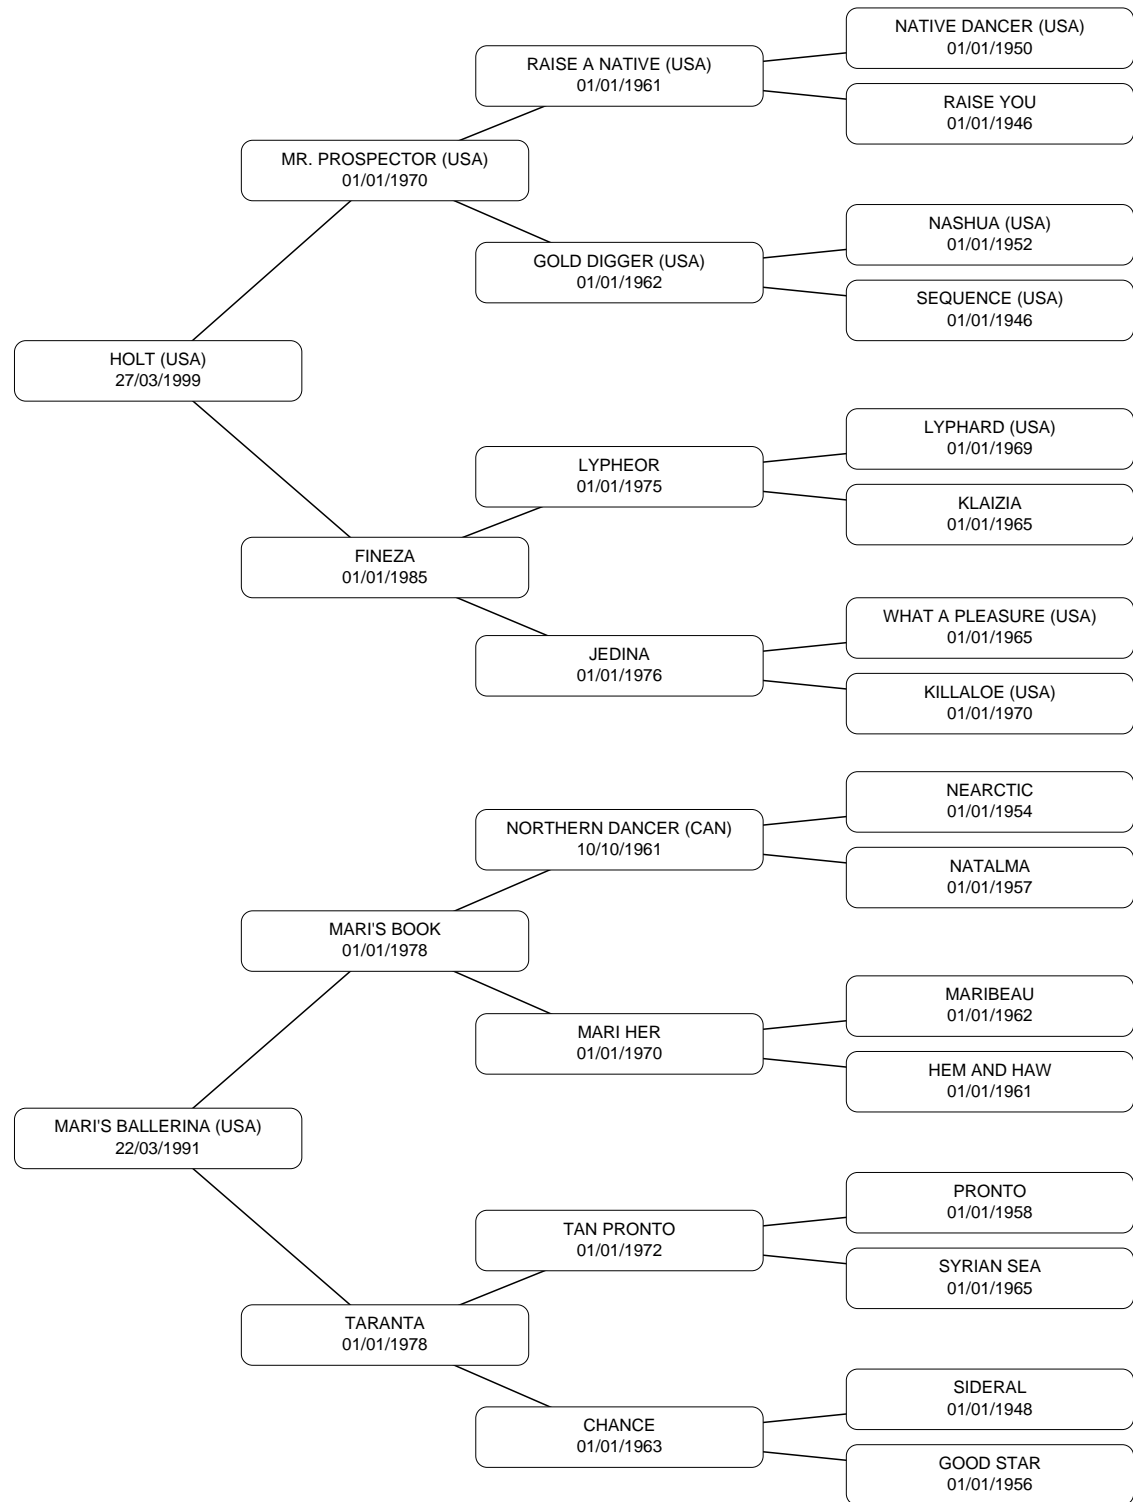 NATIVE DANCER (USA)
01/01/1950
RAISE A NATIVE (USA)
01/01/1961
RAISE YOU
01/01/1946
MR. PROSPECTOR (USA)
01/01/1970
NASHUA (USA)
01/01/1952
GOLD DIGGER (USA)
01/01/1962
SEQUENCE (USA)
01/01/1946
HOLT (USA)
27/03/1999
LYPHARD (USA)
01/01/1969
LYPHEOR
01/01/1975
KLAIZIA
01/01/1965
FINEZA
01/01/1985
WHAT A PLEASURE (USA)
01/01/1965
JEDINA
01/01/1976
KILLALOE (USA)
01/01/1970
NEARCTIC
01/01/1954
NORTHERN DANCER (CAN)
10/10/1961
NATALMA
01/01/1957
MARI'S BOOK
01/01/1978
MARIBEAU
01/01/1962
MARI HER
01/01/1970
HEM AND HAW
01/01/1961
MARI'S BALLERINA (USA)
22/03/1991
PRONTO
01/01/1958
TAN PRONTO
01/01/1972
SYRIAN SEA
01/01/1965
TARANTA
01/01/1978
SIDERAL
01/01/1948
CHANCE
01/01/1963
GOOD STAR
01/01/1956